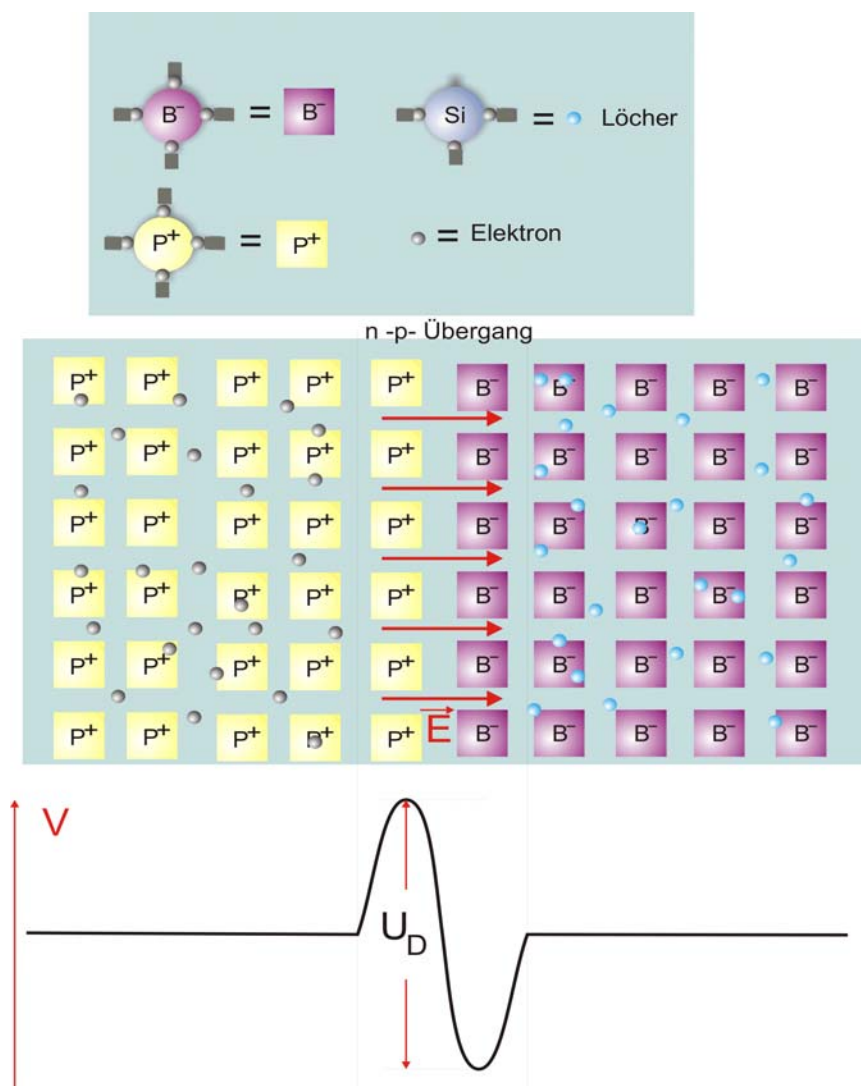 B⁻ = B⁻ Si = Löcher
P⁺ = P⁺ = Elektron
n -p- Übergang
P⁺ P⁺ P⁺ P⁺ P⁺ B⁻ B⁻ B⁻ B⁻ B⁻
P⁺ P⁺ P⁺ P⁺ P⁺ B⁻ B⁻ B⁻ B⁻ B⁻
P⁺ P⁺ P⁺ P⁺ P⁺ B⁻ B⁻ B⁻ B⁻ B⁻
P⁺ P⁺ P⁺ P⁺ P⁺ B⁻ B⁻ B⁻ B⁻ B⁻
P⁺ P⁺ P⁺ P⁺ P⁺ B⁻ B⁻ B⁻ B⁻ B⁻
P⁺ P⁺ P⁺ P⁺ P⁺ B⁻ B⁻ B⁻ B⁻ B⁻
E
V
U_D